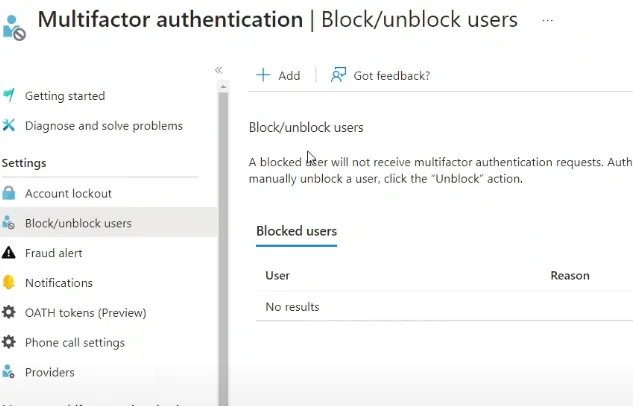 Multifactor authentication | Block/unblock users ...
«
Getting started
Diagnose and solve problems
Settings
Account lockout
Block/unblock users
Fraud alert
Notifications
OATH tokens (Preview)
Phone call settings
Providers
+ Add | Got feedback?
Block/unblock users
A blocked user will not receive multifactor authentication requests. Auth
manually unblock a user, click the "Unblock" action.
Blocked users
User Reason
No results